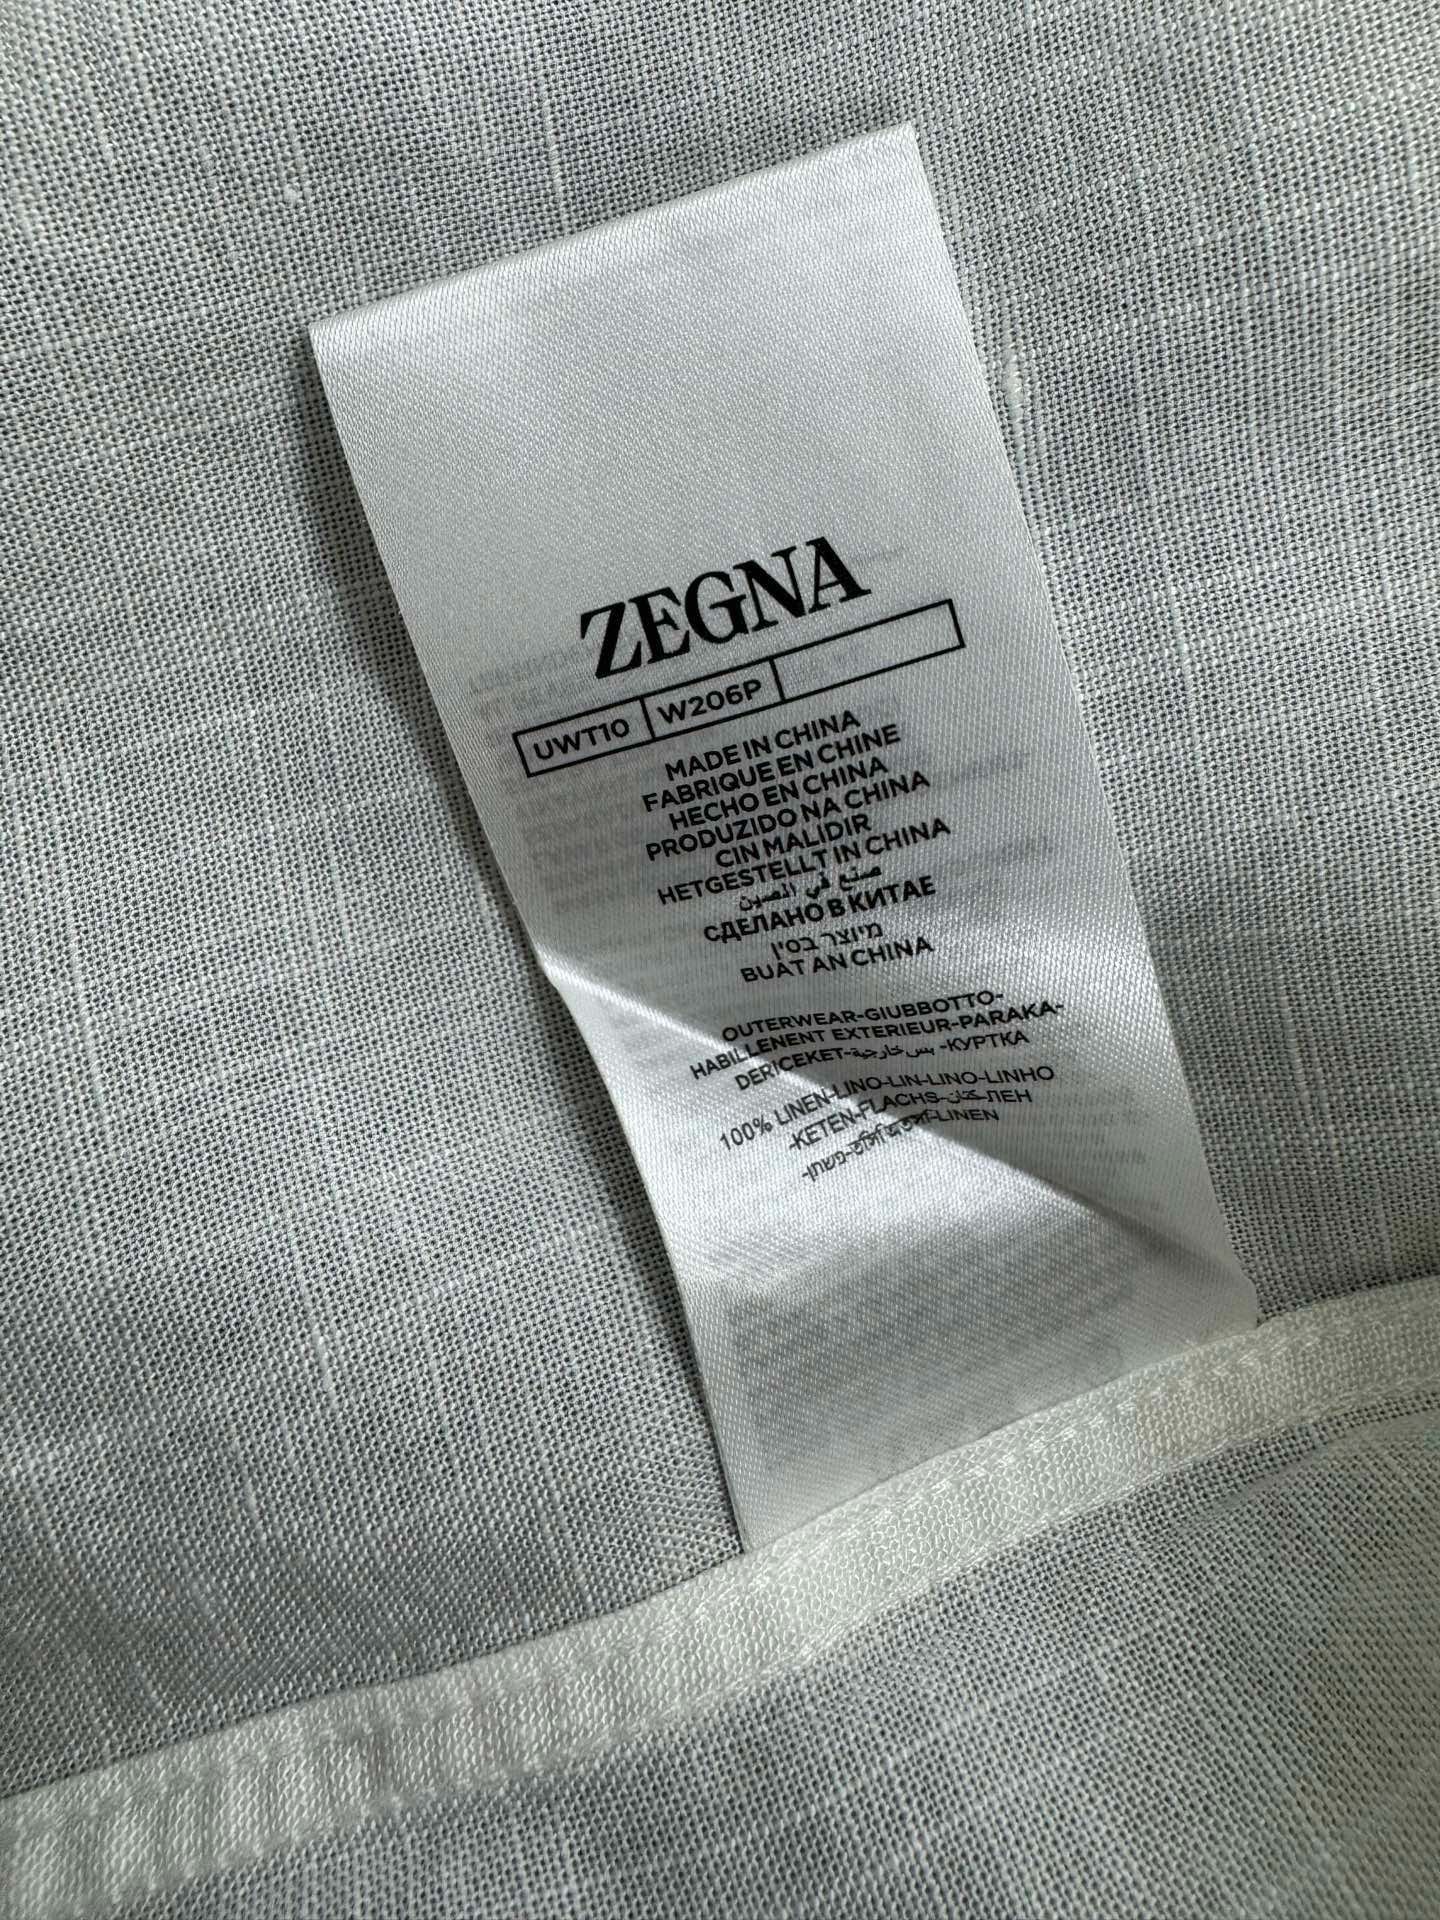 ZEGNA
UWT10 W206P
MADE IN CHINA
FABRIQUE EN CHINE
HECHO EN CHINA
PRODUZIDO NA CHINA
CIN MALIDIR
HETGESTELLT IN CHINA
صنع في الصين
СДЕЛАНО В КИТАЕ
מיוצר בסין
BUAT AN CHINA
OUTERWEAR-GIUBBOTTO-
HABILLENENT EXTERIEUR-PARAKA-
DERICEKET-بس خارجية-КУРТКА
100% LINEN-LINO-LIN-LINO-LINHO
-KETEN-FLACHS-كتان-ЛЕН
-פשתן- -LINEN